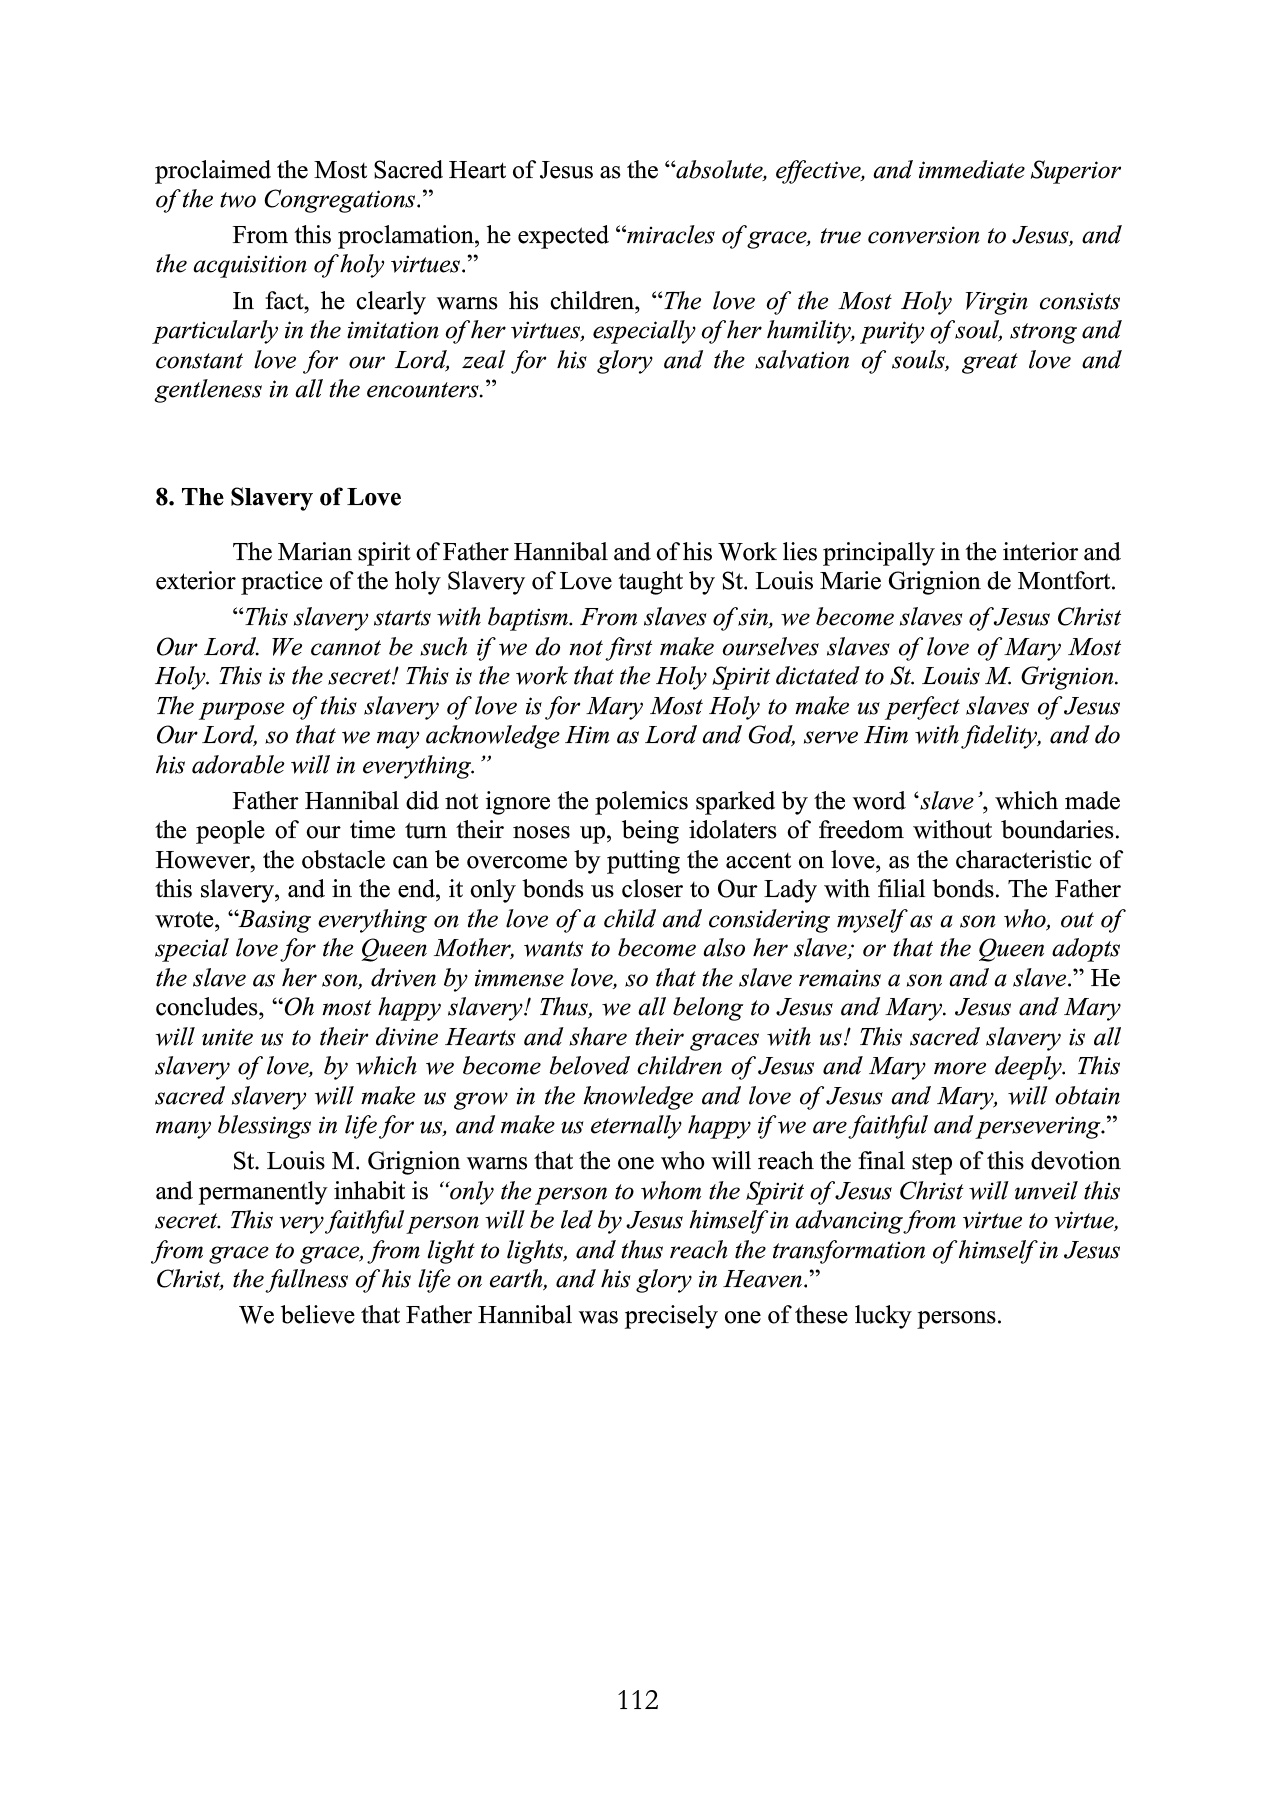 proclaimed the Most Sacred Heart of Jesus as the “absolute, effective, and immediate Superior
of the two Congregations.”
From this proclamation, he expected “miracles of grace, true conversion to Jesus, and
the acquisition of holy virtues.”
In fact, he clearly warns his children, “The love of the Most Holy Virgin consists
particularly in the imitation of her virtues, especially of her humility, purity of soul, strong and
constant love for our Lord, zeal for his glory and the salvation of souls, great love and
gentleness in all the encounters.”
8. The Slavery of Love
The Marian spirit of Father Hannibal and of his Work lies principally in the interior and
exterior practice of the holy Slavery of Love taught by St. Louis Marie Grignion de Montfort.
“This slavery starts with baptism. From slaves of sin, we become slaves of Jesus Christ
Our Lord. We cannot be such if we do not first make ourselves slaves of love of Mary Most
Holy. This is the secret! This is the work that the Holy Spirit dictated to St. Louis M. Grignion.
The purpose of this slavery of love is for Mary Most Holy to make us perfect slaves of Jesus
Our Lord, so that we may acknowledge Him as Lord and God, serve Him with fidelity, and do
his adorable will in everything.”
Father Hannibal did not ignore the polemics sparked by the word ‘slave’, which made
the people of our time turn their noses up, being idolaters of freedom without boundaries.
However, the obstacle can be overcome by putting the accent on love, as the characteristic of
this slavery, and in the end, it only bonds us closer to Our Lady with filial bonds. The Father
wrote, “Basing everything on the love of a child and considering myself as a son who, out of
special love for the Queen Mother, wants to become also her slave; or that the Queen adopts
the slave as her son, driven by immense love, so that the slave remains a son and a slave.” He
concludes, “Oh most happy slavery! Thus, we all belong to Jesus and Mary. Jesus and Mary
will unite us to their divine Hearts and share their graces with us! This sacred slavery is all
slavery of love, by which we become beloved children of Jesus and Mary more deeply. This
sacred slavery will make us grow in the knowledge and love of Jesus and Mary, will obtain
many blessings in life for us, and make us eternally happy if we are faithful and persevering.”
St. Louis M. Grignion warns that the one who will reach the final step of this devotion
and permanently inhabit is “only the person to whom the Spirit of Jesus Christ will unveil this
secret. This very faithful person will be led by Jesus himself in advancing from virtue to virtue,
from grace to grace, from light to lights, and thus reach the transformation of himself in Jesus
Christ, the fullness of his life on earth, and his glory in Heaven.”
We believe that Father Hannibal was precisely one of these lucky persons.
112